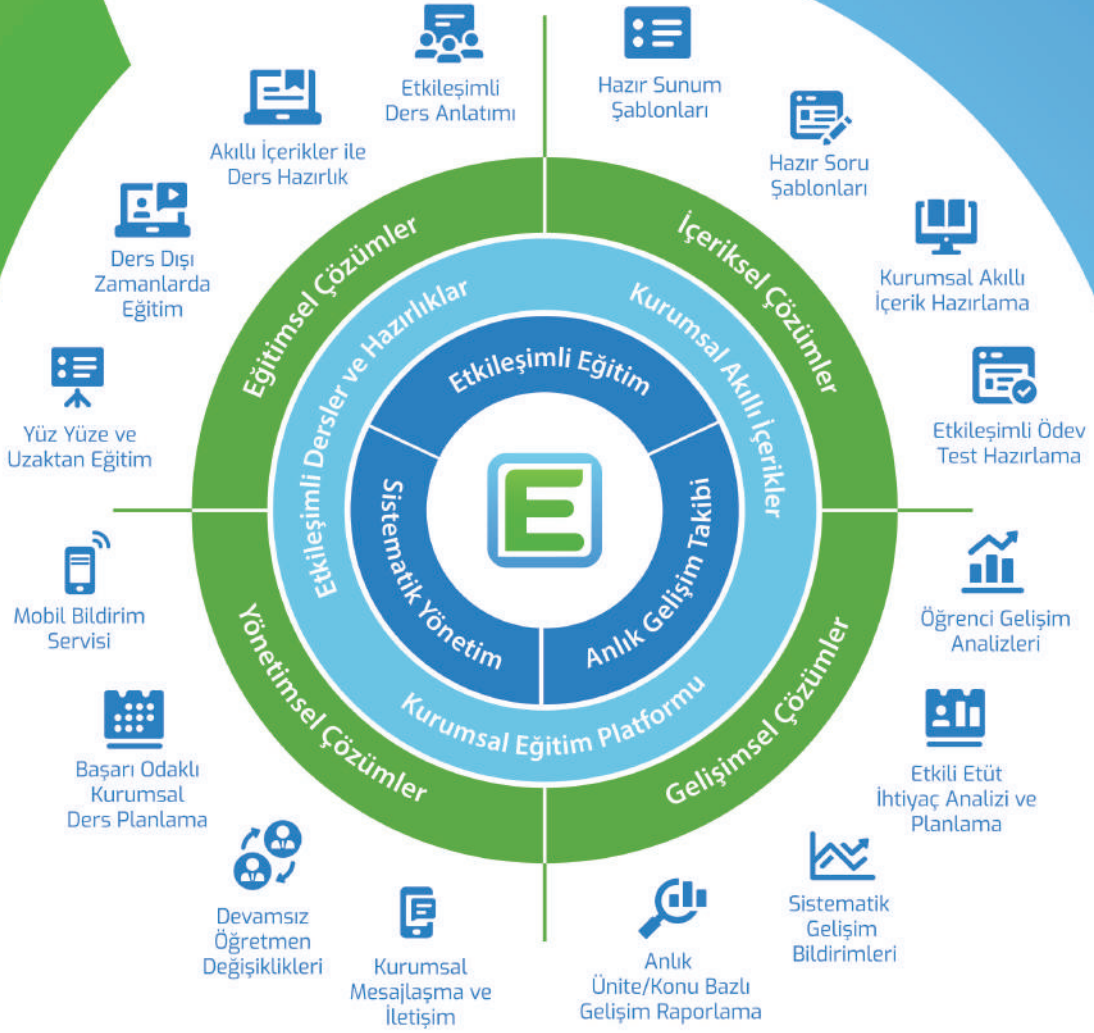 Etkileşimli
Ders Anlatımı
Akıllı İçerikler ile
Ders Hazırlık
Ders Dışı
Zamanlarda
Eğitim
Yüz Yüze ve
Uzaktan Eğitim
Hazır Sunum
Şablonları
Hazır Soru
Şablonları
Kurumsal Akıllı
İçerik Hazırlama
Etkileşimli Ödev
Test Hazırlama
Eğitimsel Çözümler
İçeriksel Çözümler
Etkileşimli Dersler ve Hazırlıklar
Kurumsal Akıllı İçerikler
Etkileşimli Eğitim
E
Sistematik Yönetim
Anlık Gelişim Takibi
Kurumsal Eğitim Platformu
Yönetimsel Çözümler
Gelişimsel Çözümler
Mobil Bildirim
Servisi
Başarı Odaklı
Kurumsal
Ders Planlama
Devamsız
Öğretmen
Değişiklikleri
Kurumsal
Mesajlaşma ve
İletişim
Öğrenci Gelişim
Analizleri
Etkili Etüt
İhtiyaç Analizi ve
Planlama
Sistematik
Gelişim
Bildirimleri
Anlık
Ünite/Konu Bazlı
Gelişim Raporlama